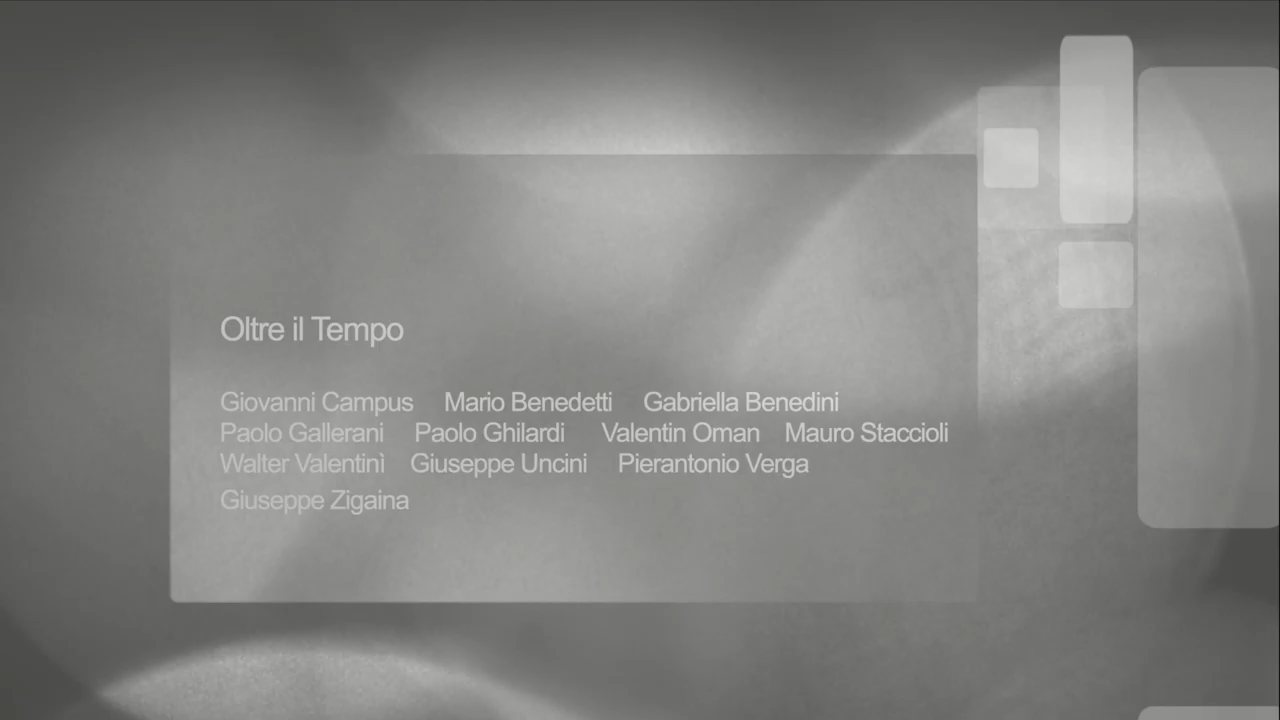 Oltre il Tempo
Giovanni Campus Mario Benedetti Gabriella Benedini
Paolo Gallerani Paolo Ghilardi Valentin Oman Mauro Staccioli
Walter Valentinì Giuseppe Uncini Pierantonio Verga
Giuseppe Zigaina